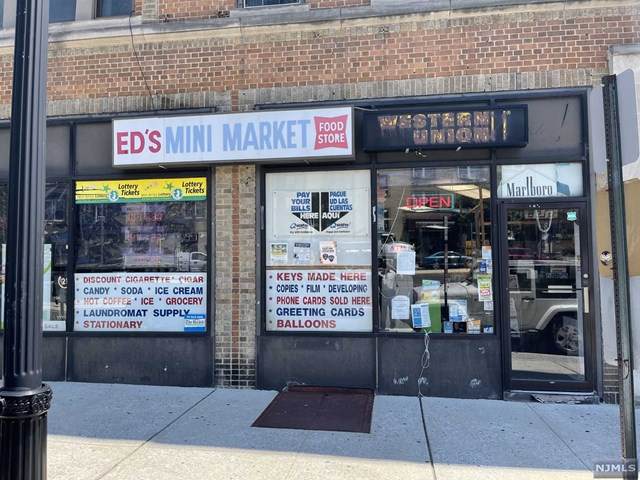 ED'S MINI MARKET FOOD STORE
WESTERN
UNION
Lottery Tickets
Lottery Tickets
PAY YOUR BILLS HERE
PAGUE UD LAS CUENTAS AQUI
OPEN
Marlboro
DISCOUNT CIGARETTE * CIGAR
CANDY * SODA * ICE CREAM
HOT COFFEE * ICE * GROCERY
LAUNDROMAT SUPPLY
STATIONARY
KEYS MADE HERE
COPIES * FILM * DEVELOPING
PHONE CARDS SOLD HERE
GREETING CARDS
BALLOONS
NJMLS